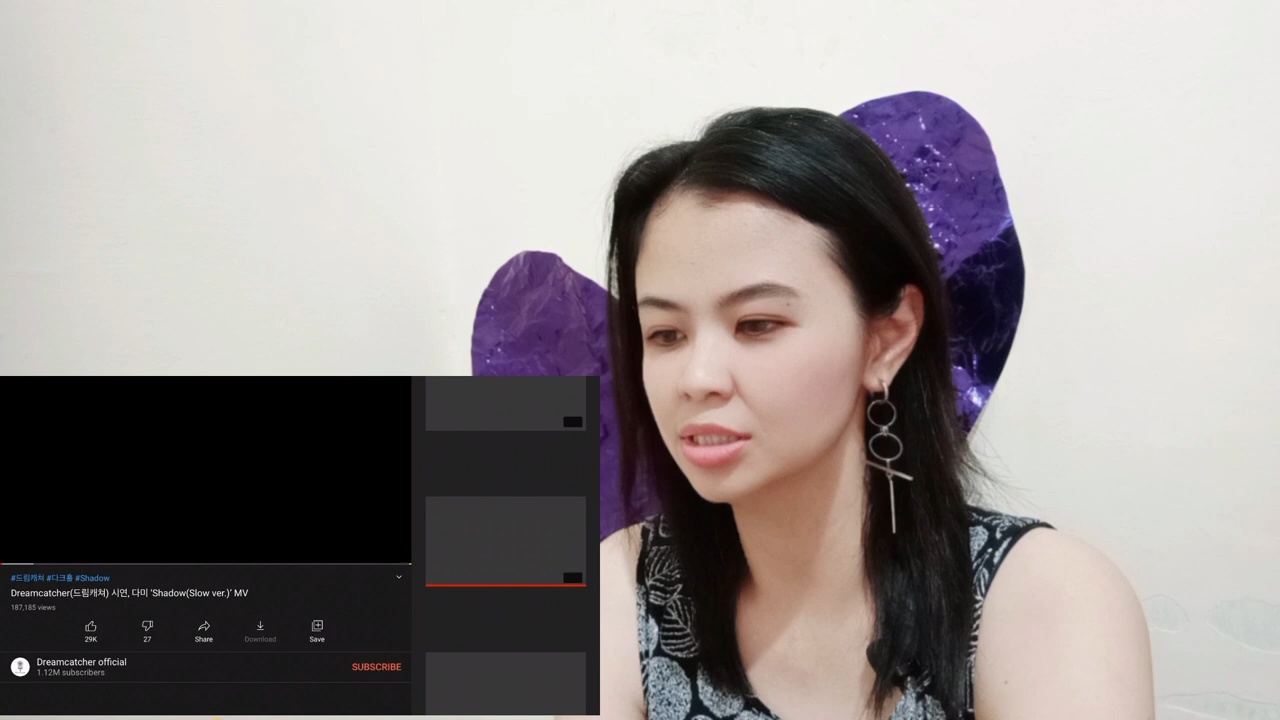 #드림캐쳐 #다크홀 #Shadow
Dreamcatcher(드림캐쳐) 시연, 다미 'Shadow(Slow ver.)' MV
187,185 views
29K
27
Share
Download
Save
Dreamcatcher official
1.12M subscribers
SUBSCRIBE